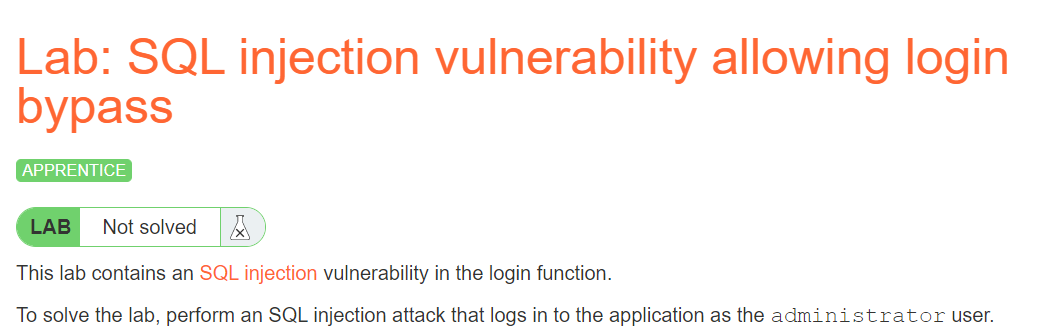 Lab: SQL injection vulnerability allowing login
bypass
APPRENTICE
LAB Not solved
This lab contains an SQL injection vulnerability in the login function.
To solve the lab, perform an SQL injection attack that logs in to the application as the administrator user.